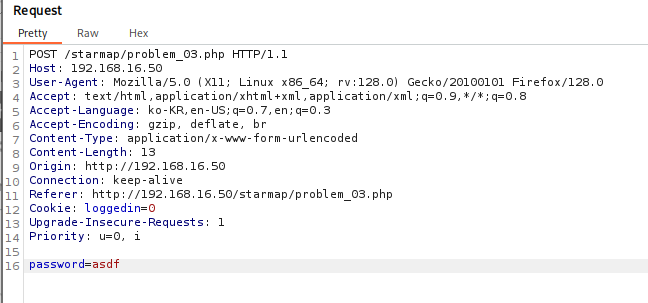 Request
Pretty Raw Hex
1 POST /starmap/problem_03.php HTTP/1.1
2 Host: 192.168.16.50
3 User-Agent: Mozilla/5.0 (X11; Linux x86_64; rv:128.0) Gecko/20100101 Firefox/128.0
4 Accept: text/html,application/xhtml+xml,application/xml;q=0.9,*/*;q=0.8
5 Accept-Language: ko-KR,en-US;q=0.7,en;q=0.3
6 Accept-Encoding: gzip, deflate, br
7 Content-Type: application/x-www-form-urlencoded
8 Content-Length: 13
9 Origin: http://192.168.16.50
10 Connection: keep-alive
11 Referer: http://192.168.16.50/starmap/problem_03.php
12 Cookie: loggedin=0
13 Upgrade-Insecure-Requests: 1
14 Priority: u=0, i
15
16 password=asdf